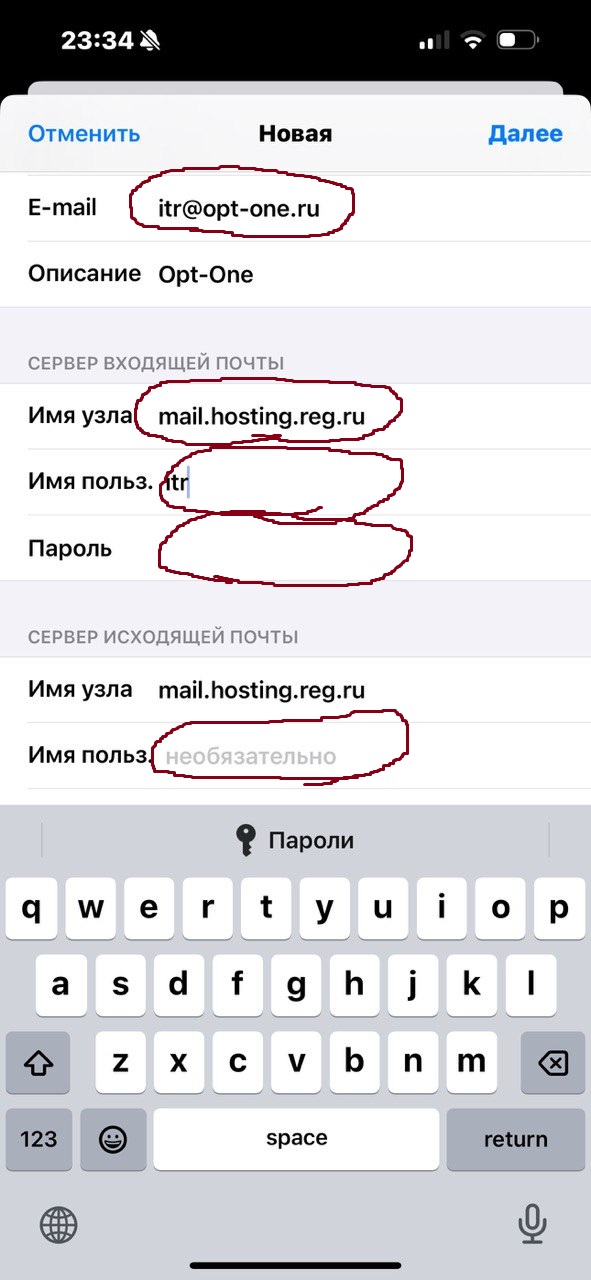 23:34
Отменить Новая Далее
E-mail itr@opt-one.ru
Описание Opt-One
СЕРВЕР ВХОДЯЩЕЙ ПОЧТЫ
Имя узла mail.hosting.reg.ru
Имя польз. itr
Пароль
СЕРВЕР ИСХОДЯЩЕЙ ПОЧТЫ
Имя узла mail.hosting.reg.ru
Имя польз. необязательно
Пароли
q w e r t y u i o p
a s d f g h j k l
z x c v b n m
123 space return